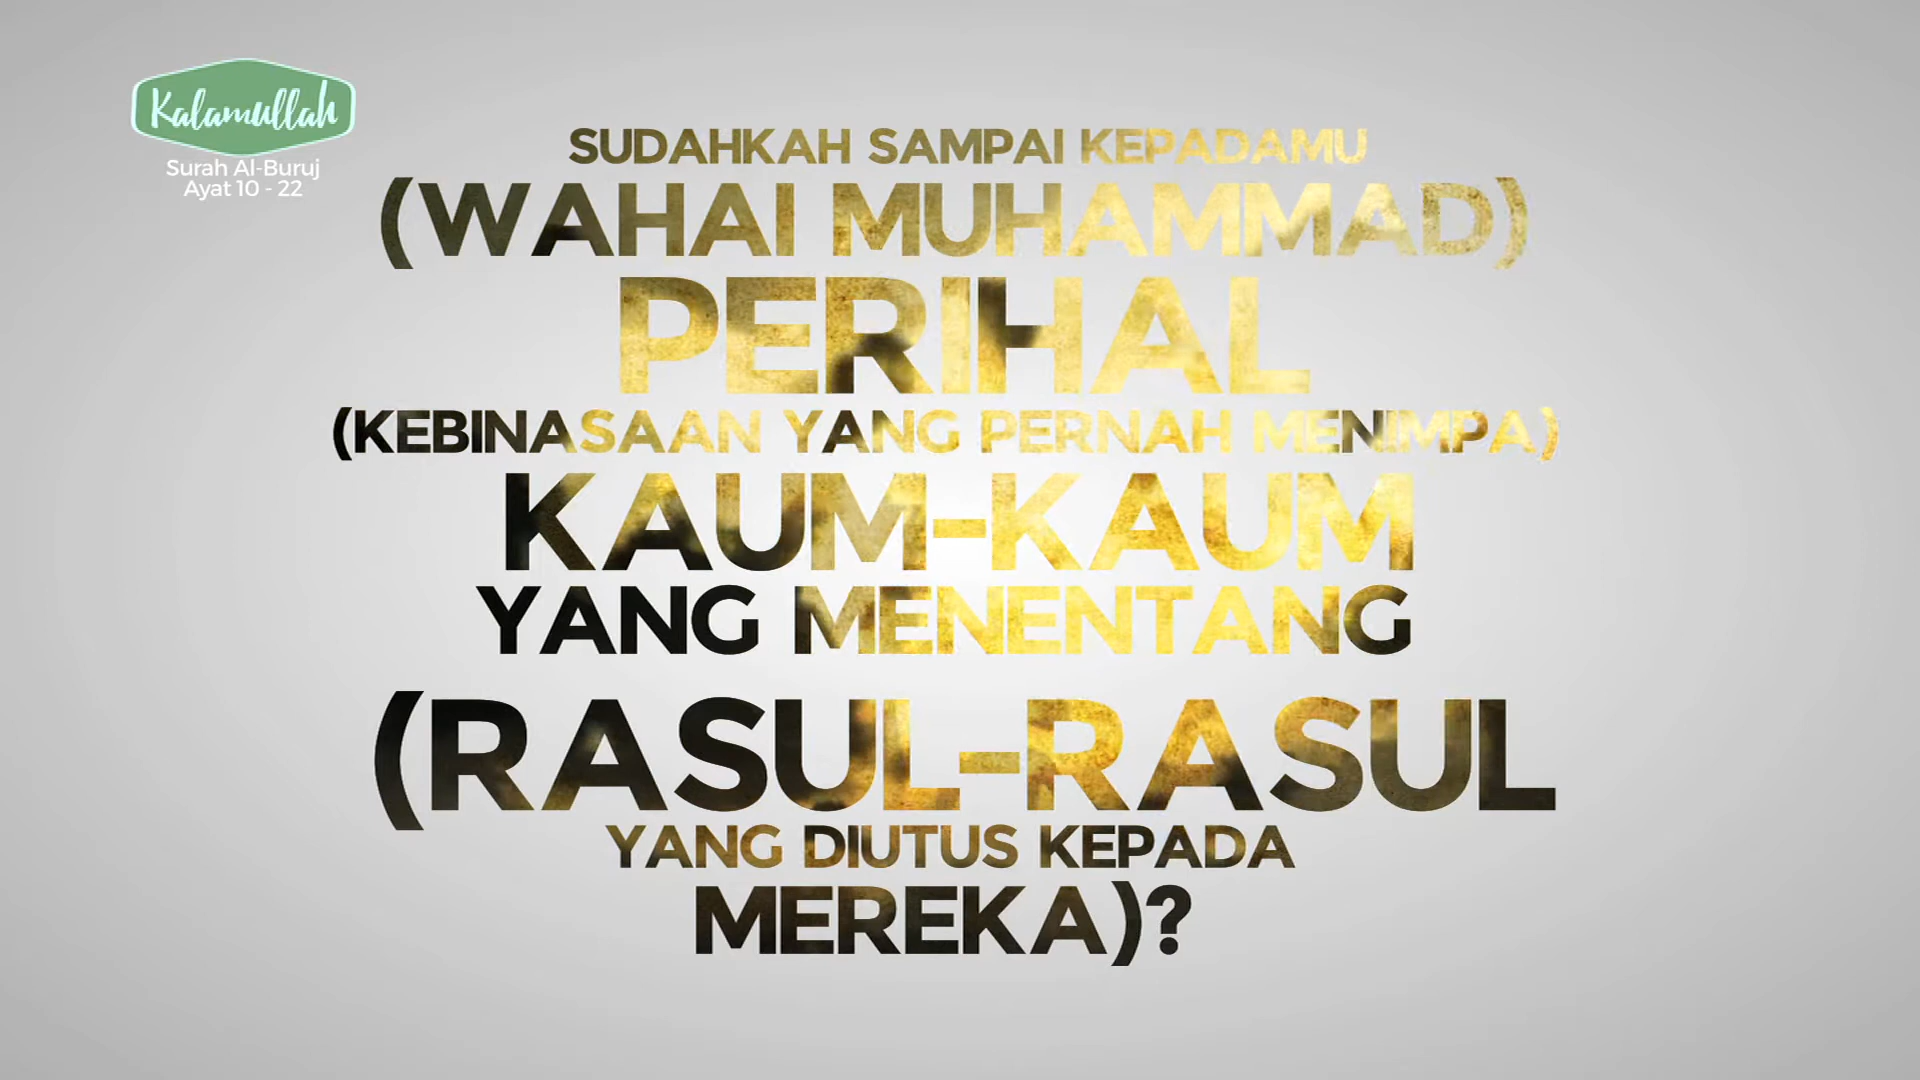 Kalamullah
Surah Al-Buruj
Ayat 10 - 22
SUDAHKAH SAMPAI KEPADAMU
(WAHAI MUHAMMAD)
PERIHAL
(KEBINASAAN YANG PERNAH MENIMPA)
KAUM-KAUM
YANG MENENTANG
(RASUL-RASUL
YANG DIUTUS KEPADA
MEREKA)?